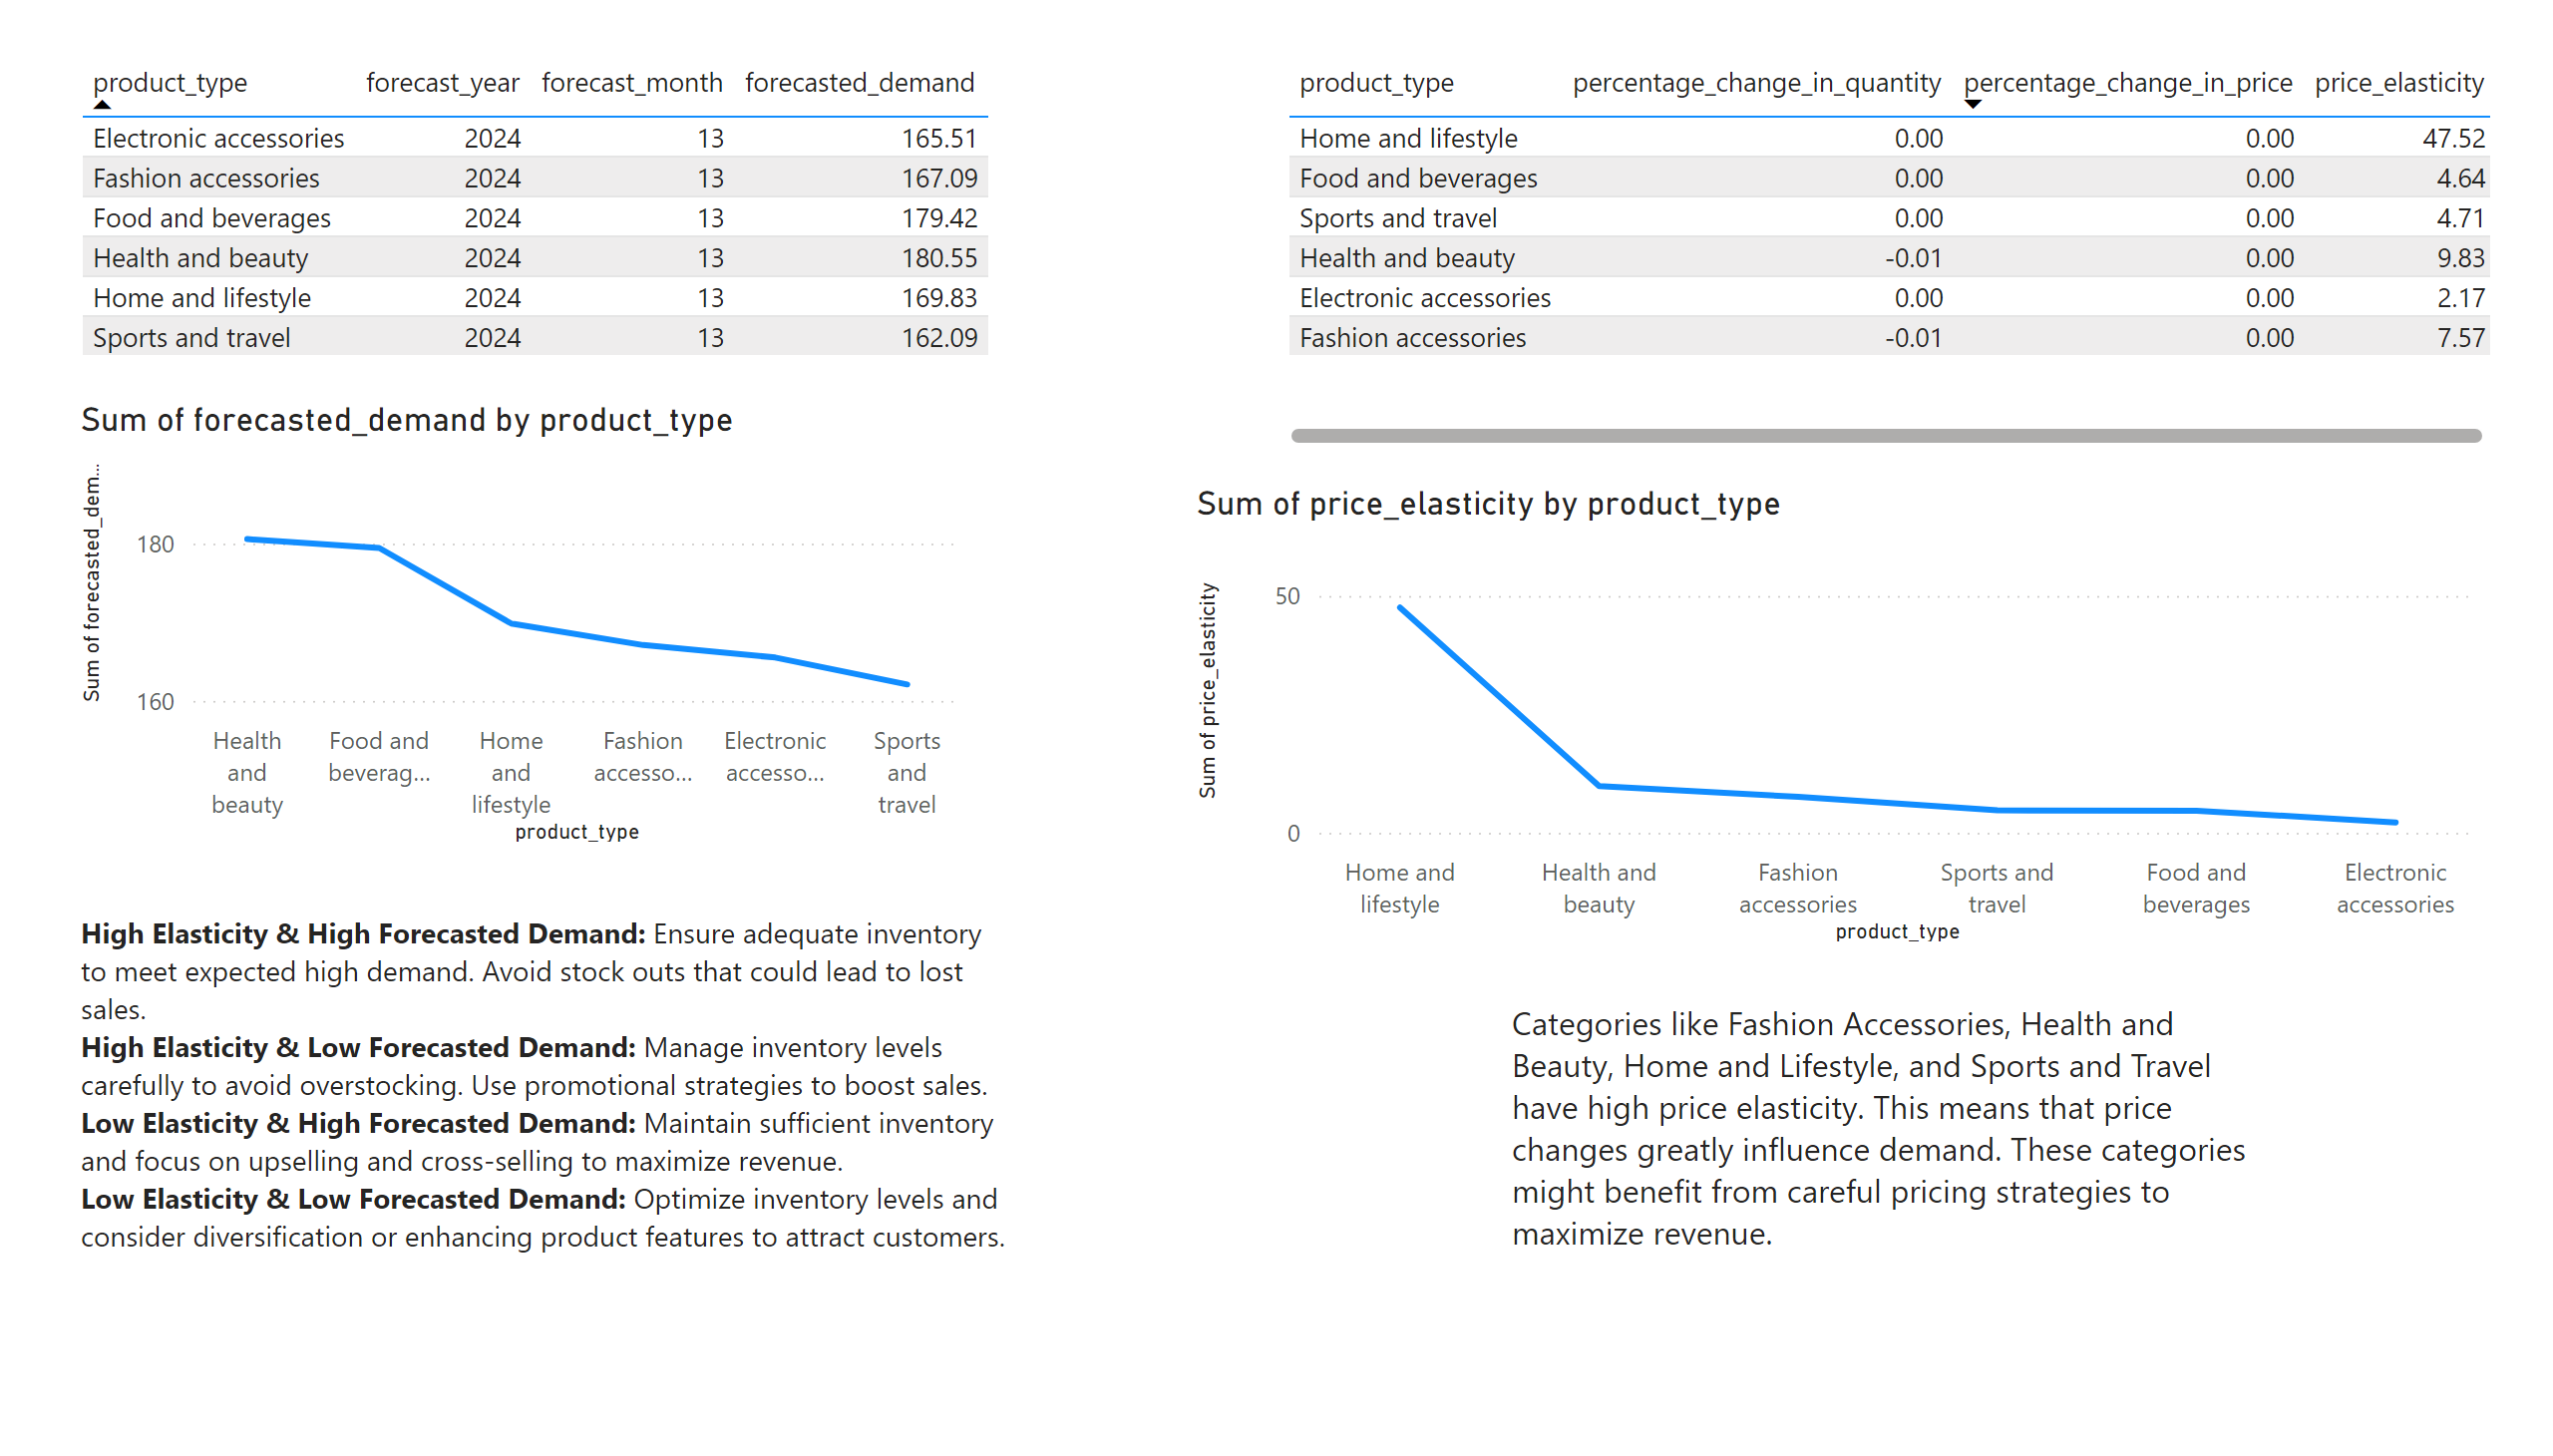 product_type forecast_year forecast_month forecasted_demand
Electronic accessories 2024 13 165.51
Fashion accessories 2024 13 167.09
Food and beverages 2024 13 179.42
Health and beauty 2024 13 180.55
Home and lifestyle 2024 13 169.83
Sports and travel 2024 13 162.09
product_type percentage_change_in_quantity percentage_change_in_price price_elasticity
Home and lifestyle 0.00 0.00 47.52
Food and beverages 0.00 0.00 4.64
Sports and travel 0.00 0.00 4.71
Health and beauty -0.01 0.00 9.83
Electronic accessories 0.00 0.00 2.17
Fashion accessories -0.01 0.00 7.57
Sum of forecasted_demand by product_type
Sum of forecasted_dem...
180
160
Health and beauty
Food and beverag...
Home and lifestyle
Fashion accesso...
Electronic accesso...
Sports and travel
product_type
Sum of price_elasticity by product_type
Sum of price_elasticity
50
0
Home and lifestyle
Health and beauty
Fashion accessories
Sports and travel
Food and beverages
Electronic accessories
product_type
High Elasticity & High Forecasted Demand: Ensure adequate inventory
to meet expected high demand. Avoid stock outs that could lead to lost
sales.
High Elasticity & Low Forecasted Demand: Manage inventory levels
carefully to avoid overstocking. Use promotional strategies to boost sales.
Low Elasticity & High Forecasted Demand: Maintain sufficient inventory
and focus on upselling and cross-selling to maximize revenue.
Low Elasticity & Low Forecasted Demand: Optimize inventory levels and
consider diversification or enhancing product features to attract customers.
Categories like Fashion Accessories, Health and
Beauty, Home and Lifestyle, and Sports and Travel
have high price elasticity. This means that price
changes greatly influence demand. These categories
might benefit from careful pricing strategies to
maximize revenue.